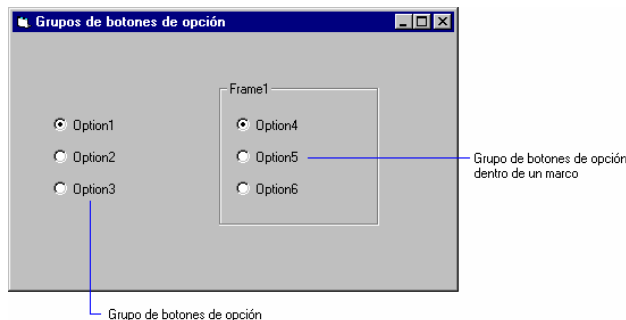 Grupos de botones de opción
Frame1
Option1
Option4
Option2
Option5
Grupo de botones de opción
dentro de un marco
Option3
Option6
Grupo de botones de opción